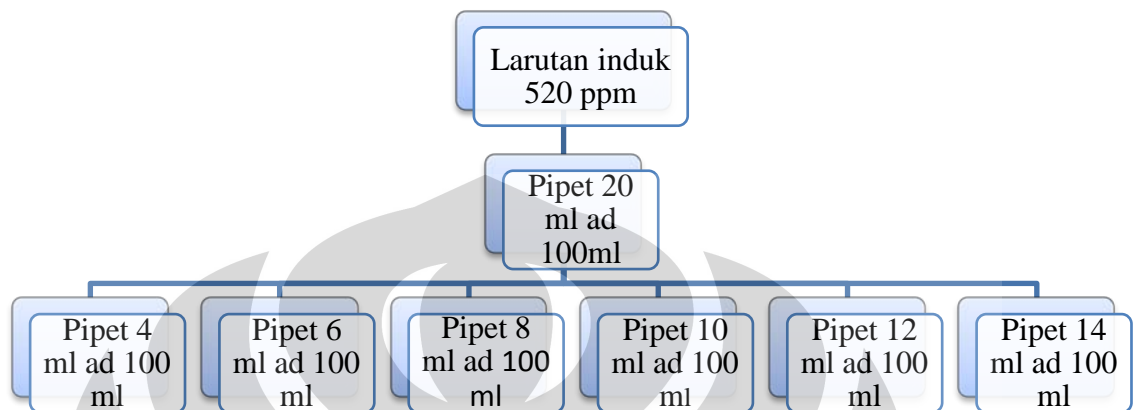 Larutan induk
520 ppm
Pipet 20
ml ad
100ml
Pipet 4
ml ad 100
ml
Pipet 6
ml ad 100
ml
Pipet 8
ml ad 100
ml
Pipet 10
ml ad 100
ml
Pipet 12
ml ad 100
ml
Pipet 14
ml ad 100
ml